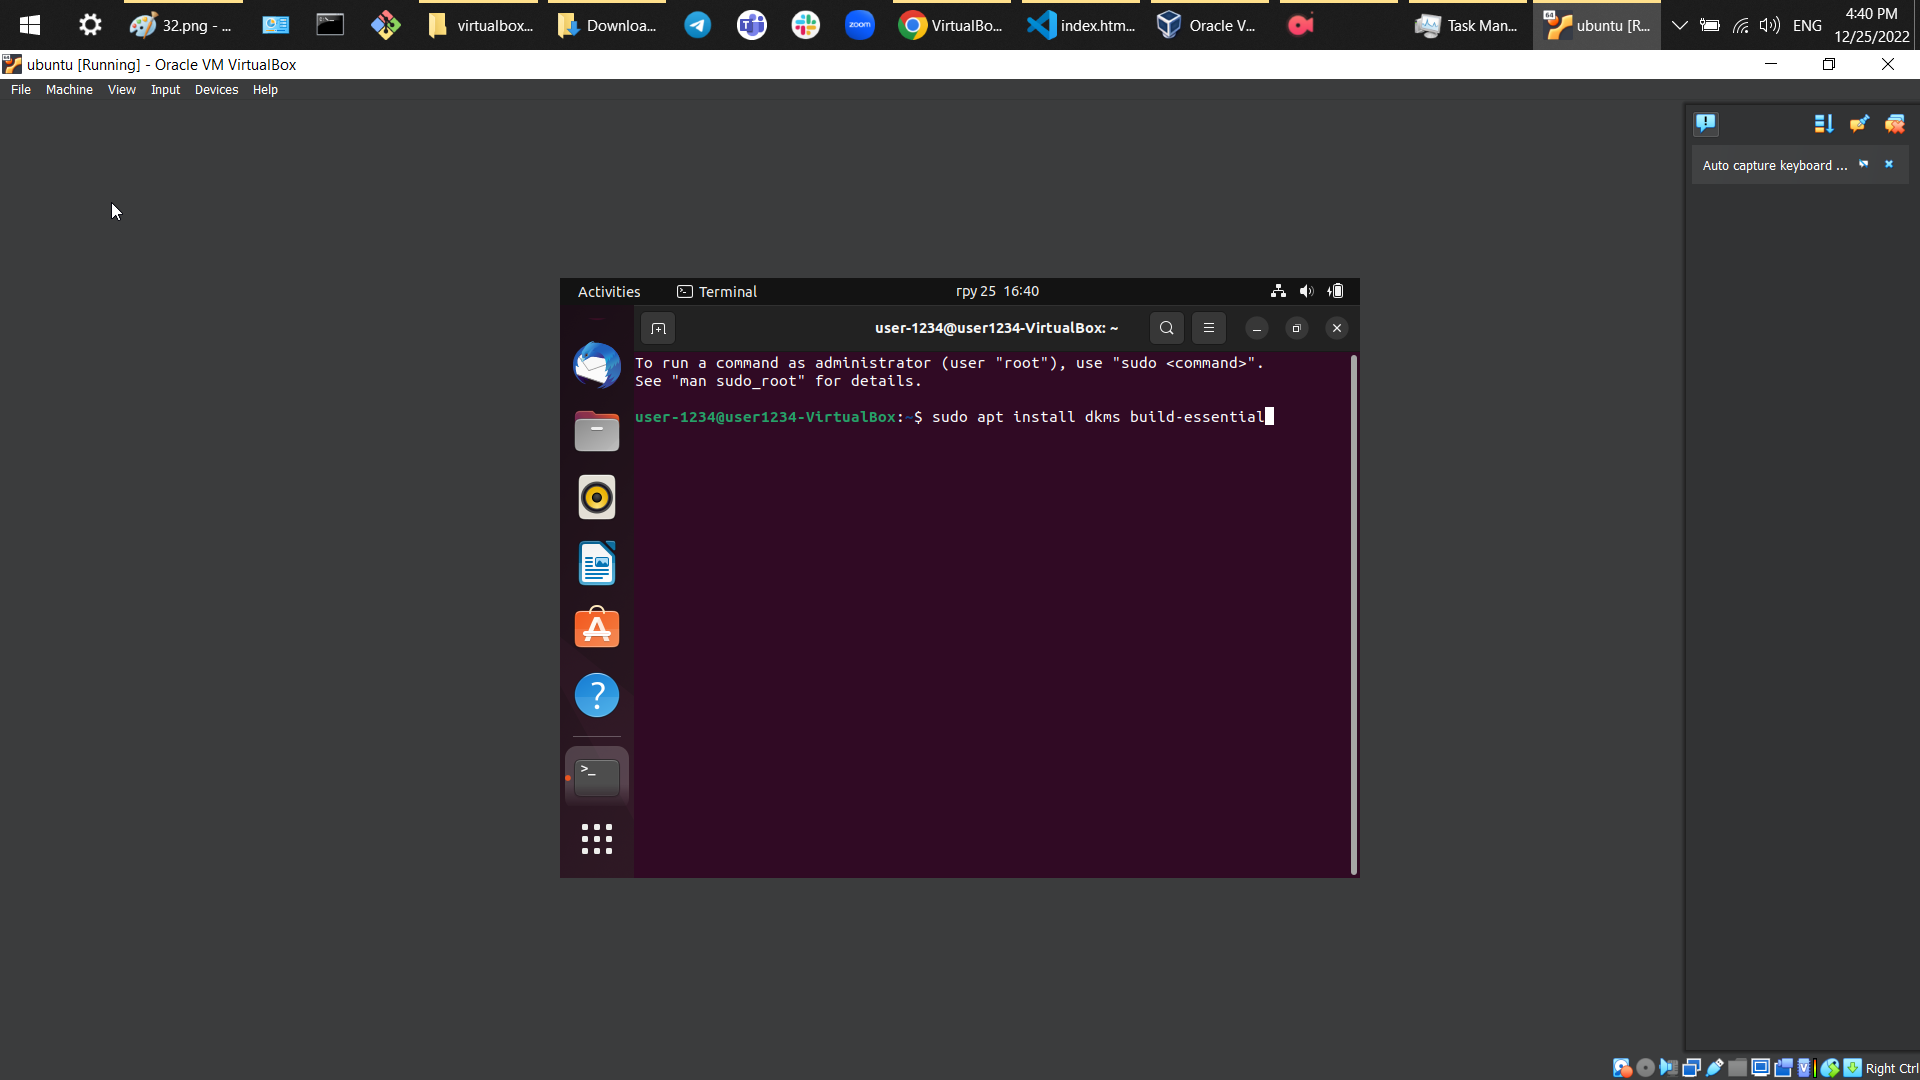 32.png - ...
virtualbox...
Downloa...
zoom
VirtualBo...
index.htm...
Oracle V...
Task Man...
64
ubuntu [R...
ENG
4:40 PM
12/25/2022
ubuntu [Running] - Oracle VM VirtualBox
File Machine View Input Devices Help
Auto capture keyboard ...
Activities
Terminal
гру 25 16:40
user-1234@user1234-VirtualBox: ~
To run a command as administrator (user "root"), use "sudo <command>".
See "man sudo_root" for details.
user-1234@user1234-VirtualBox:~$ sudo apt install dkms build-essential
Right Ctrl